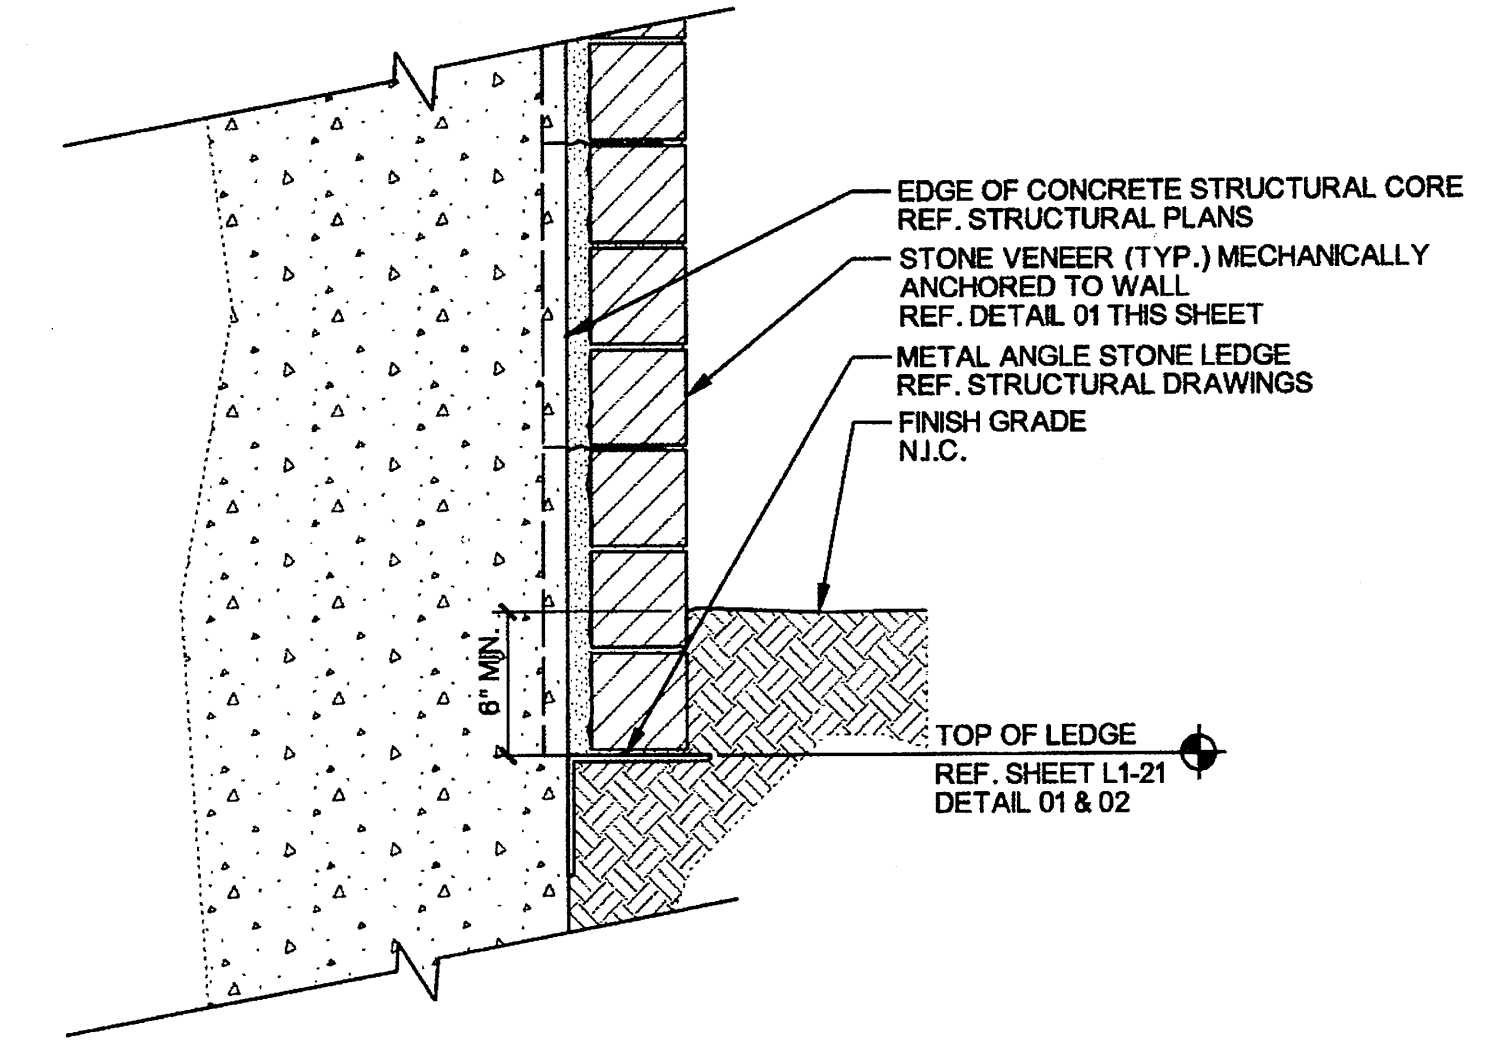 EDGE OF CONCRETE STRUCTURAL CORE
REF. STRUCTURAL PLANS
STONE VENEER (TYP.) MECHANICALLY
ANCHORED TO WALL
REF. DETAIL 01 THIS SHEET
METAL ANGLE STONE LEDGE
REF. STRUCTURAL DRAWINGS
FINISH GRADE
N.I.C.
6" MIN.
TOP OF LEDGE
REF. SHEET L1-21
DETAIL 01 & 02